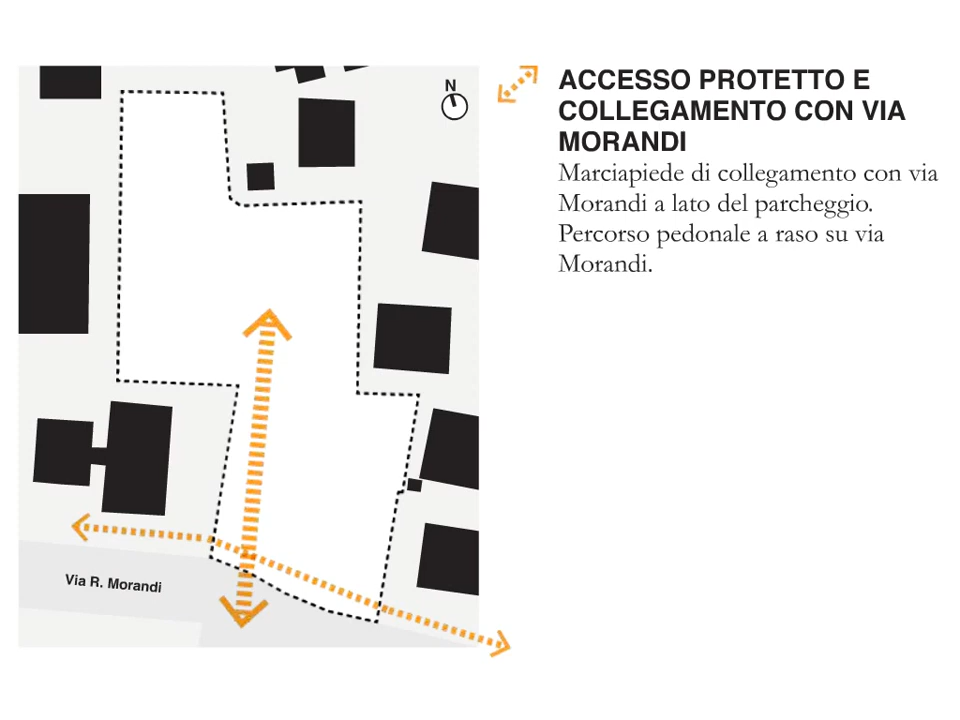 N
ACCESSO PROTETTO E
COLLEGAMENTO CON VIA
MORANDI
Marciapiede di collegamento con via
Morandi a lato del parcheggio.
Percorso pedonale a raso su via
Morandi.
Via R. Morandi